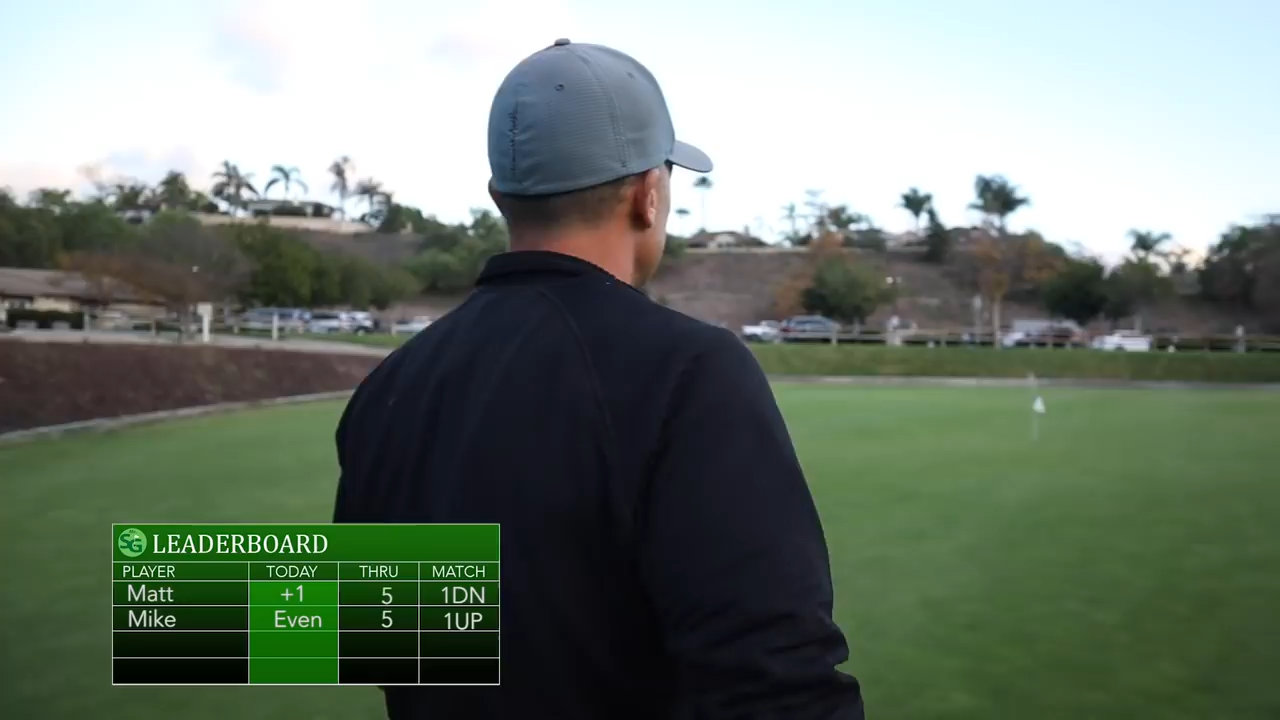 SG LEADERBOARD
PLAYER TODAY THRU MATCH
Matt +1 5 1DN
Mike Even 5 1UP